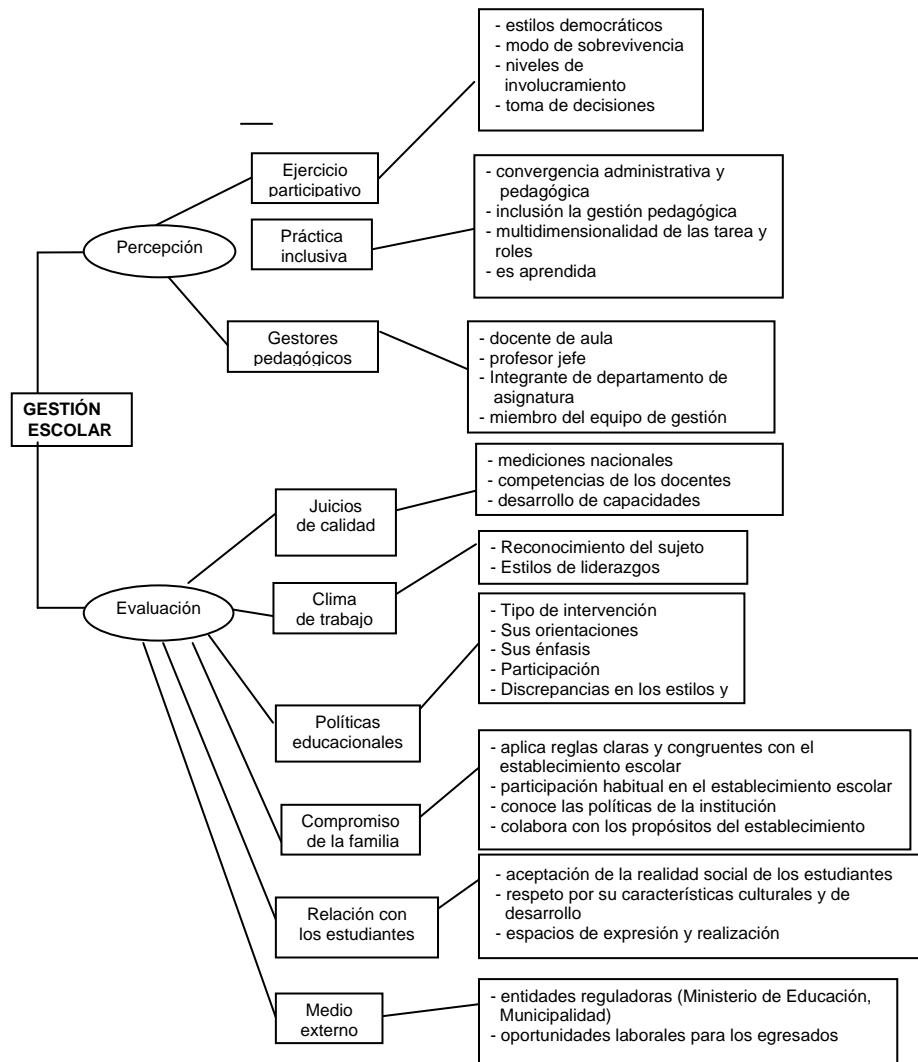 GESTIÓN
ESCOLAR
Percepción
Ejercicio
participativo
- estilos democráticos
- modo de sobrevivencia
- niveles de
involucramiento
- toma de decisiones
Práctica
inclusiva
- convergencia administrativa y
pedagógica
- inclusión la gestión pedagógica
- multidimensionalidad de las tarea y
roles
- es aprendida
Gestores
pedagógicos
- docente de aula
- profesor jefe
- Integrante de departamento de
asignatura
- miembro del equipo de gestión
Evaluación
Juicios
de calidad
- mediciones nacionales
- competencias de los docentes
- desarrollo de capacidades
Clima
de trabajo
- Reconocimiento del sujeto
- Estilos de liderazgos
Políticas
educacionales
- Tipo de intervención
- Sus orientaciones
- Sus énfasis
- Participación
- Discrepancias en los estilos y
Compromiso
de la familia
- aplica reglas claras y congruentes con el
establecimiento escolar
- participación habitual en el establecimiento escolar
- conoce las políticas de la institución
- colabora con los propósitos del establecimiento
Relación con
los estudiantes
- aceptación de la realidad social de los estudiantes
- respeto por su características culturales y de
desarrollo
- espacios de expresión y realización
Medio
externo
- entidades reguladoras (Ministerio de Educación,
Municipalidad)
- oportunidades laborales para los egresados